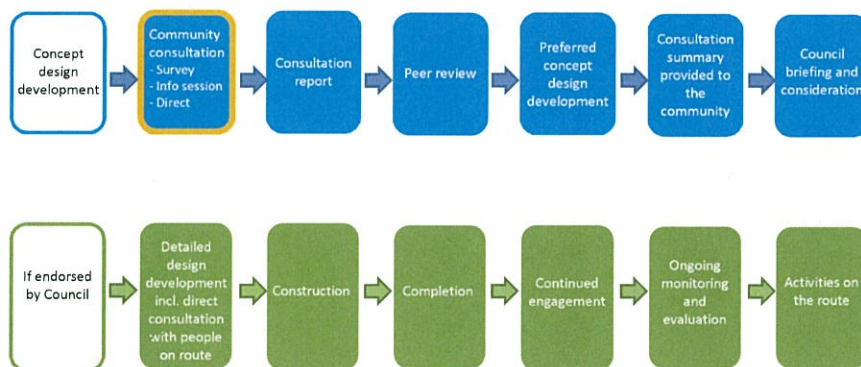 Concept
design
development
Community
consultation
- Survey
- Info session
- Direct
Consultation
report
Peer review
Preferred
concept
design
development
Consultation
summary
provided to
the
community
Council
briefing and
consideration
If endorsed
by Council
Detailed
design
development
incl. direct
consultation
with people
on route
Construction
Completion
Continued
engagement
Ongoing
monitoring
and
evaluation
Activities on
the route